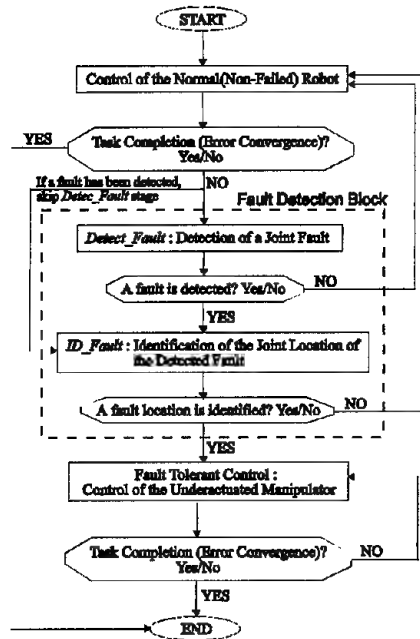 START
Control of the Normal(Non-Failed) Robot
Task Completion (Error Convergence)?
Yes/No
YES
If a fault has been detected,
skip Detec_Fault stage
NO
Fault Detection Block
Detect_Fault : Detection of a Joint Fault
A fault is detected? Yes/No
NO
YES
ID_Fault : Identification of the Joint Location of
the Detected Fault
A fault location is identified? Yes/No
NO
YES
Fault Tolerant Control :
Control of the Underactuated Manipulator
Task Completion (Error Convergence)?
Yes/No
NO
YES
END